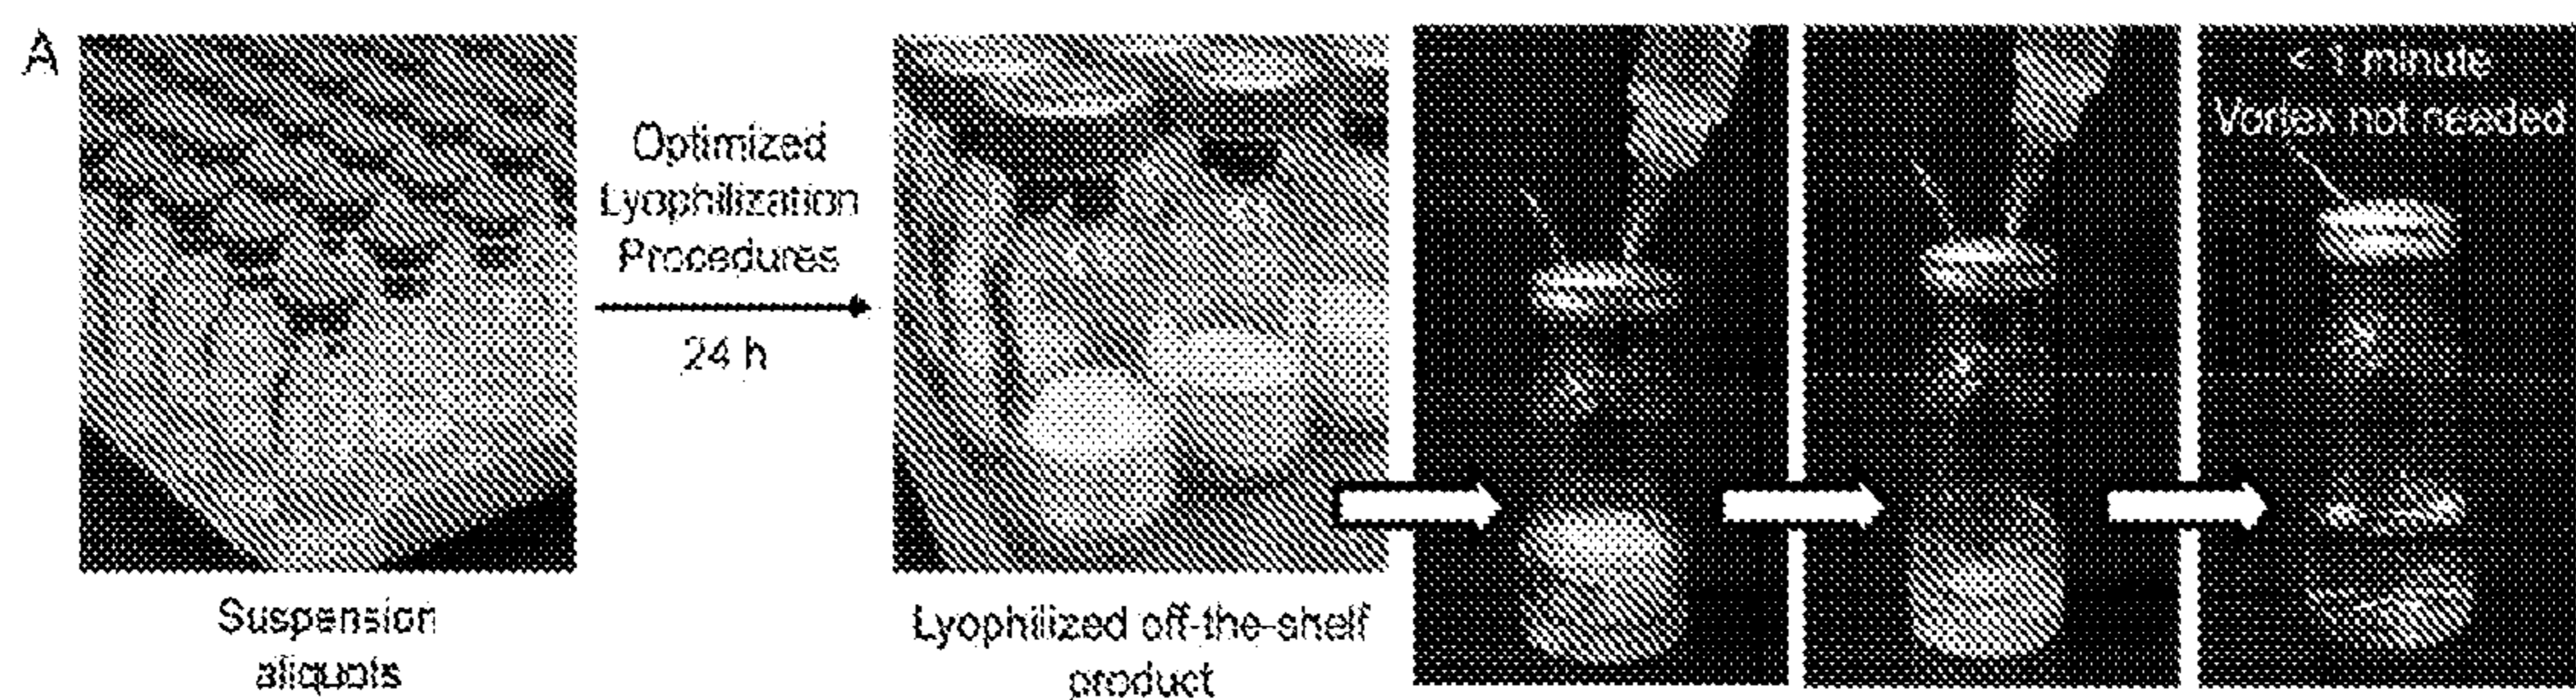 A
Optimized
Lyophilization
Procedures
24 h
Suspension
aliquots
Lyophilized off-the-shelf
product
< 1 minute
Vortex not needed